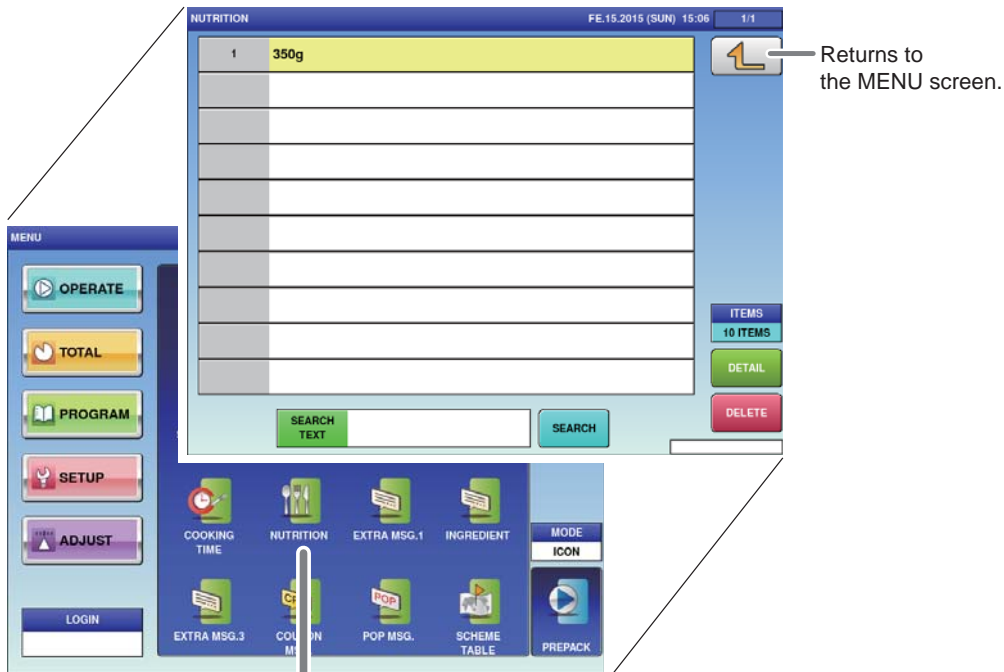 NUTRITION FE.15.2015 (SUN) 15:06 1/1
1 350g
Returns to
the MENU screen.
MENU
OPERATE
TOTAL
PROGRAM
SETUP
ADJUST
LOGIN
ITEMS
10 ITEMS
DETAIL
DELETE
SEARCH
TEXT
SEARCH
COOKING
TIME
NUTRITION
EXTRA MSG.1
INGREDIENT
MODE
ICON
EXTRA MSG.3
POP
POP MSG.
SCHEME
TABLE
PREPACK